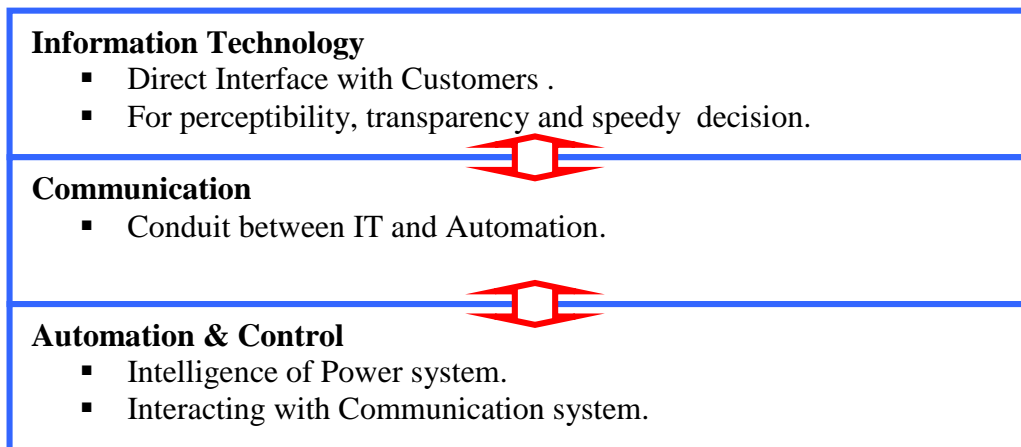 Information Technology
▪ Direct Interface with Customers .
▪ For perceptibility, transparency and speedy decision.
Communication
▪ Conduit between IT and Automation.
Automation & Control
▪ Intelligence of Power system.
▪ Interacting with Communication system.